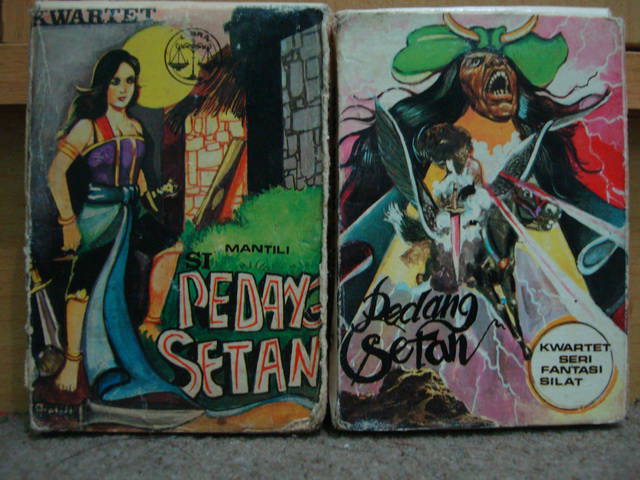 KWARTET
MANTILI
SI
PEDANG
SETAN
Pedang
Setan
KWARTET
SERI
FANTASI
SILAT